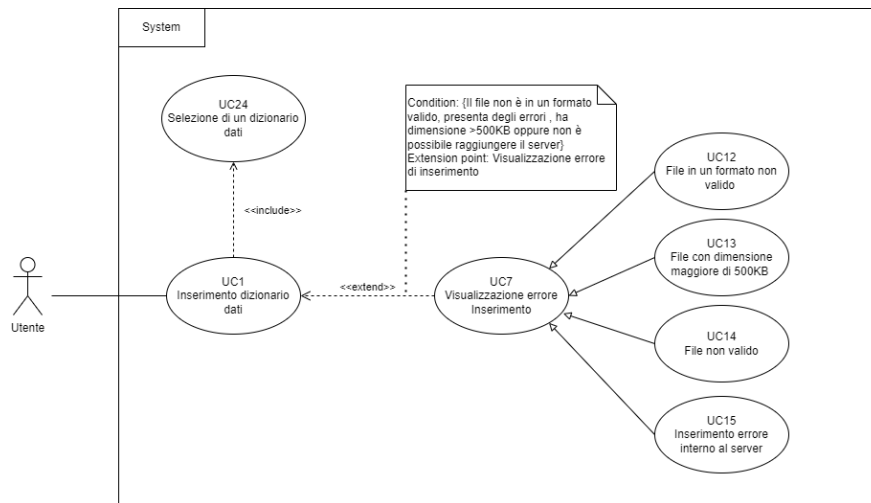 System
UC24
Selezione di un dizionario
dati
Condition: {Il file non è in un formato
valido, presenta degli errori , ha
dimensione >500KB oppure non è
possibile raggiungere il server}
Extension point: Visualizzazione errore
di inserimento
UC12
File in un formato non
valido
<<include>>
UC13
File con dimensione
maggiore di 500KB
Utente
UC1
Inserimento dizionario
dati
<<extend>>
UC7
Visualizzazione errore
Inserimento
UC14
File non valido
UC15
Inserimento errore
interno al server